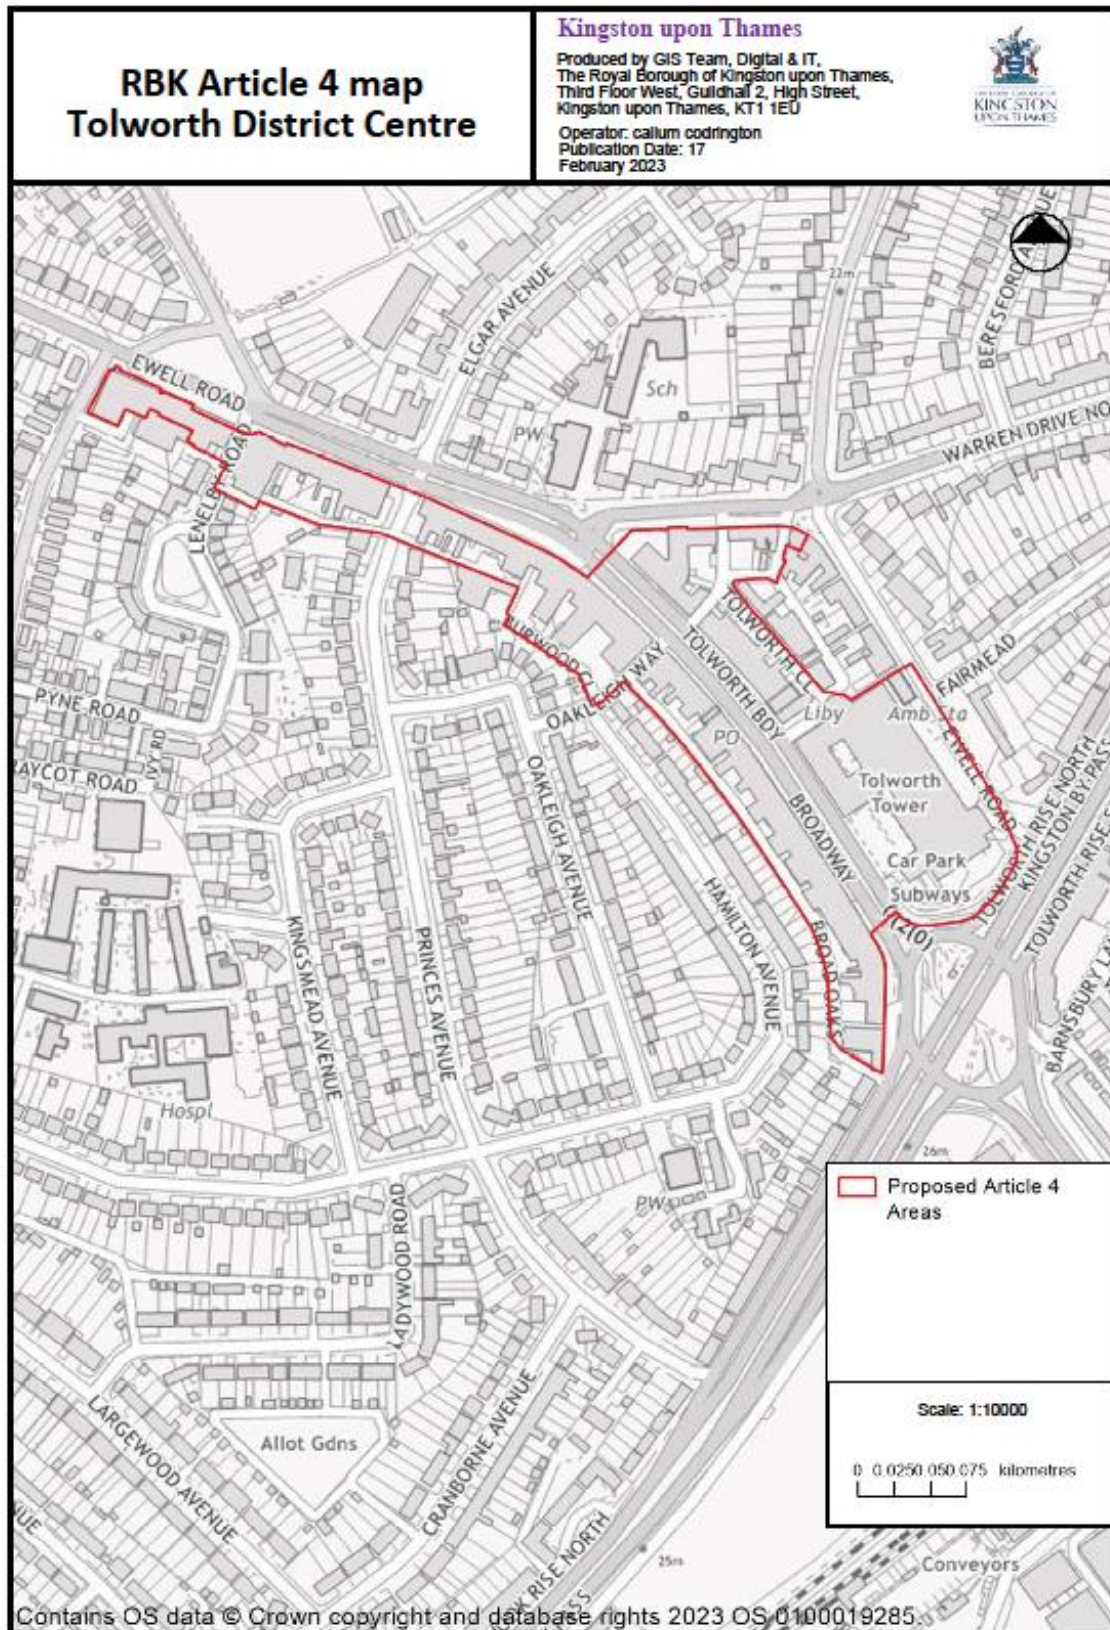 RBK Article 4 map
Tolworth District Centre
Kingston upon Thames
Produced by GIS Team, Digital & IT,
The Royal Borough of Kingston upon Thames,
Third Floor West, Guildhall 2, High Street,
Kingston upon Thames, KT1 1EU
Operator: callum codrington
Publication Date: 17
February 2023
KINGSTON
UPON THAMES
BERESFORD
ELGAR AVENUE
22m
EWELL ROAD
Sch
PW
WARREN DRIVE NO
ROAD
TOLWORTH CL
TOLWORTH BDY
FAIRMEAD
OAKLEIGH WAY
Liby
Amb Sta
EWELL ROAD
PYNE ROAD
IVY RD
PO
RAYCOT ROAD
OAKLEIGH AVENUE
Tolworth
Tower
BROADWAY
TOLWORTH RISE NORTH
KINGSTON BY-PASS
TOLWORTH RISE
Car Park
Subways
HAMILTON AVENUE
KINGSMEAD AVENUE
PRINCES AVENUE
BROAD OAKS
BARNSBURY LA
Hospl
26m
PW
LADYWOOD ROAD
Proposed Article 4
Areas
Scale: 1:10000
0 0.0250.050.075 kilometres
LARGEWOOD AVENUE
Allot Gdns
CRANBORNE AVENUE
RISE NORTH
25m
Conveyors
Contains OS data © Crown copyright and database rights 2023 OS 0100019285.